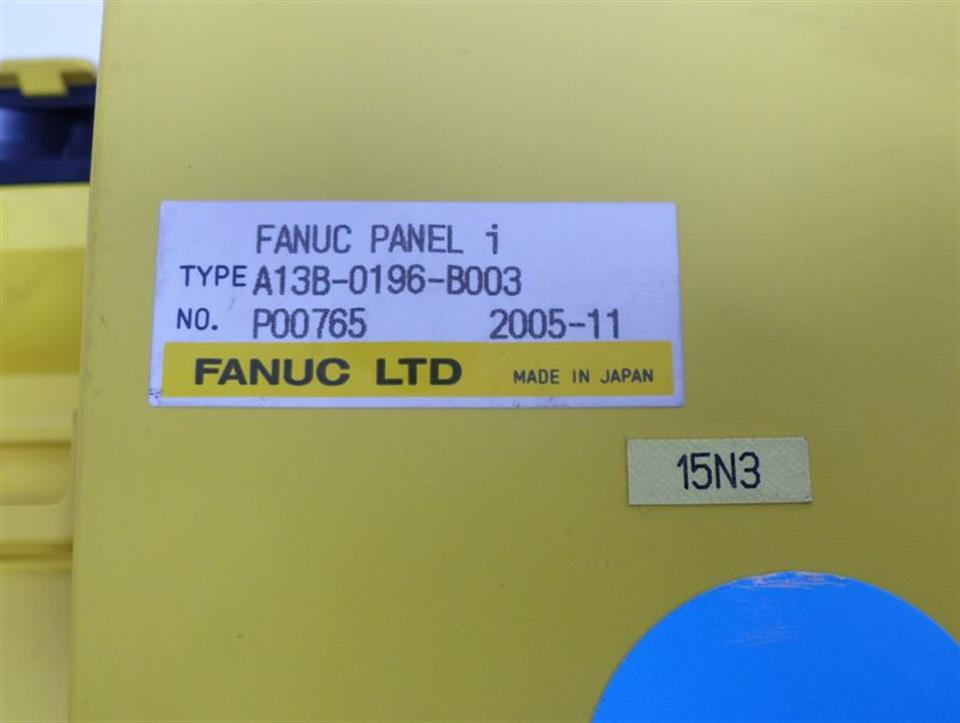 FANUC PANEL i
TYPE A13B-0196-B003
NO. P00765 2005-11
FANUC LTD MADE IN JAPAN
15N3